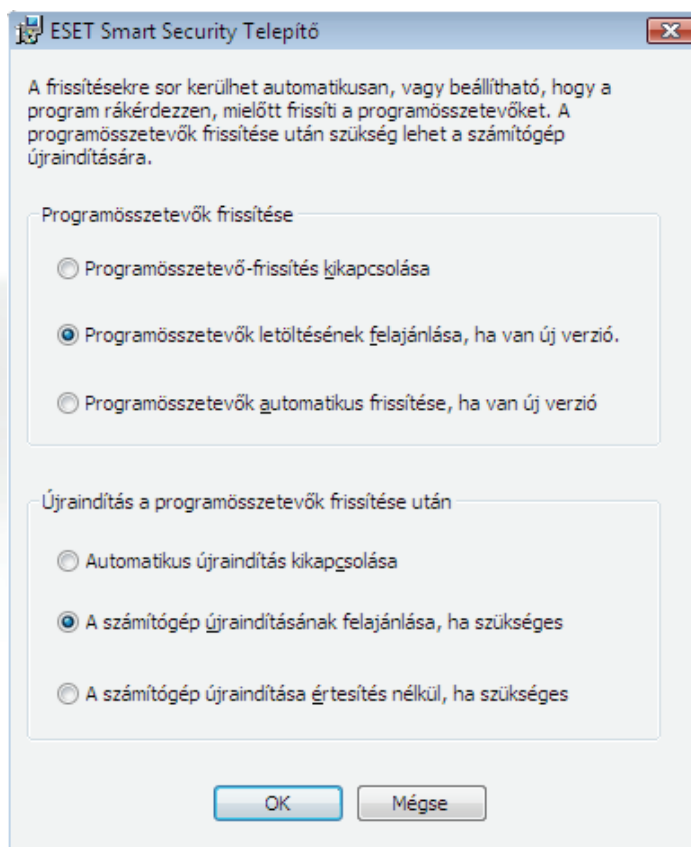 ESET Smart Security Telepítő
A frissítésekre sor kerülhet automatikusan, vagy beállítható, hogy a
program rákérdezzen, mielőtt frissíti a programösszetevőket. A
programösszetevők frissítése után szükség lehet a számítógép
újraindítására.
Programösszetevők frissítése
Programösszetevő-frissítés kikapcsolása
Programösszetevők letöltésének felajánlása, ha van új verzió.
Programösszetevők automatikus frissítése, ha van új verzió
Újraindítás a programösszetevők frissítése után
Automatikus újraindítás kikapcsolása
A számítógép újraindításának felajánlása, ha szükséges
A számítógép újraindítása értesítés nélkül, ha szükséges
OK Mégse